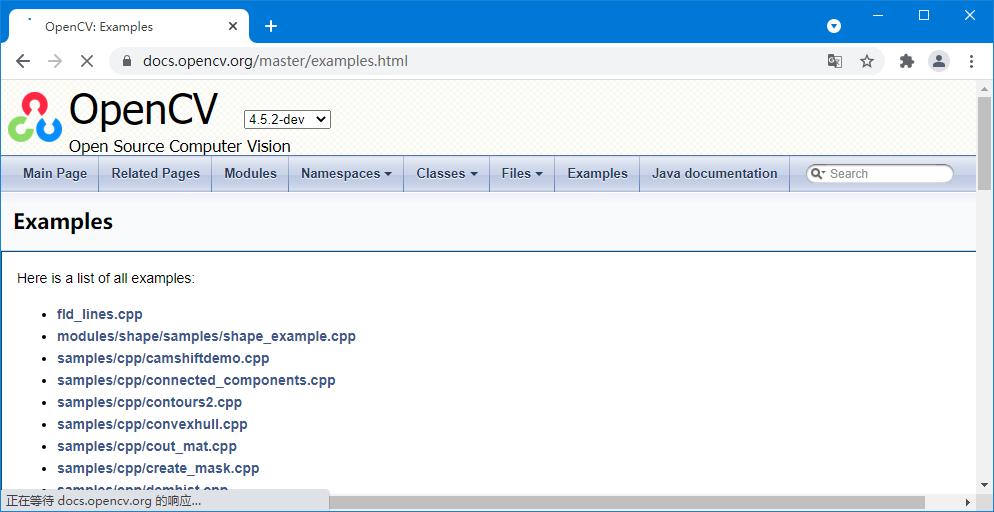 OpenCV: Examples
docs.opencv.org/master/examples.html
OpenCV 4.5.2-dev
Open Source Computer Vision
Main Page Related Pages Modules Namespaces Classes Files Examples Java documentation Search
Examples
Here is a list of all examples:
fld_lines.cpp
modules/shape/samples/shape_example.cpp
samples/cpp/camshiftdemo.cpp
samples/cpp/connected_components.cpp
samples/cpp/contours2.cpp
samples/cpp/convexhull.cpp
samples/cpp/cout_mat.cpp
samples/cpp/create_mask.cpp
samples/cpp/demhist.cpp
正在等待 docs.opencv.org 的响应...